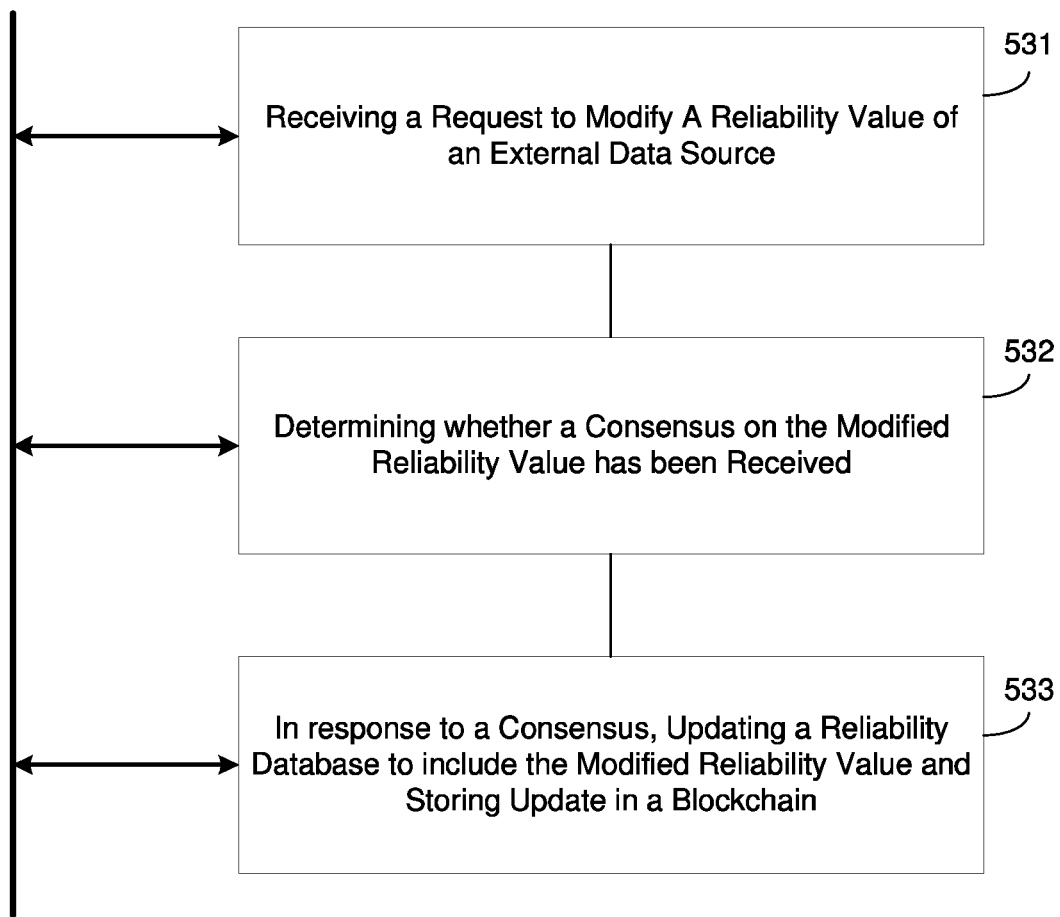 531
Receiving a Request to Modify A Reliability Value of
an External Data Source
532
Determining whether a Consensus on the Modified
Reliability Value has been Received
533
In response to a Consensus, Updating a Reliability
Database to include the Modified Reliability Value and
Storing Update in a Blockchain